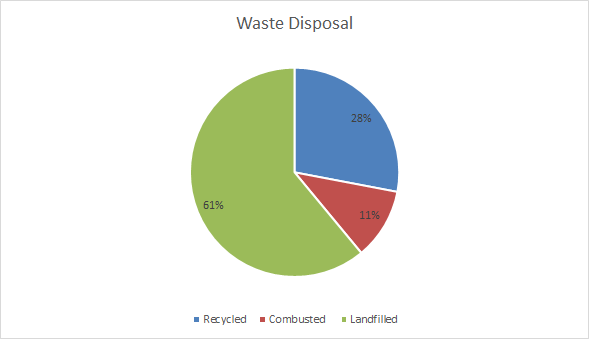 Waste Disposal
28%
11%
61%
Recycled Combusted Landfilled